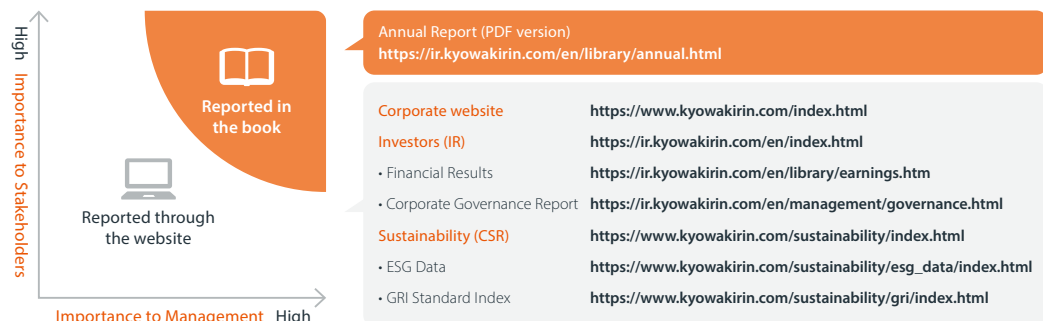 High Importance to Stakeholders
Reported in
the book
Reported through
the website
Importance to Management High
Annual Report (PDF version)
https://ir.kyowakirin.com/en/library/annual.html
Corporate website https://www.kyowakirin.com/index.html
Investors (IR) https://ir.kyowakirin.com/en/index.html
• Financial Results https://ir.kyowakirin.com/en/library/earnings.htm
• Corporate Governance Report https://ir.kyowakirin.com/en/management/governance.html
Sustainability (CSR) https://www.kyowakirin.com/sustainability/index.html
• ESG Data https://www.kyowakirin.com/sustainability/esg_data/index.html
• GRI Standard Index https://www.kyowakirin.com/sustainability/gri/index.html